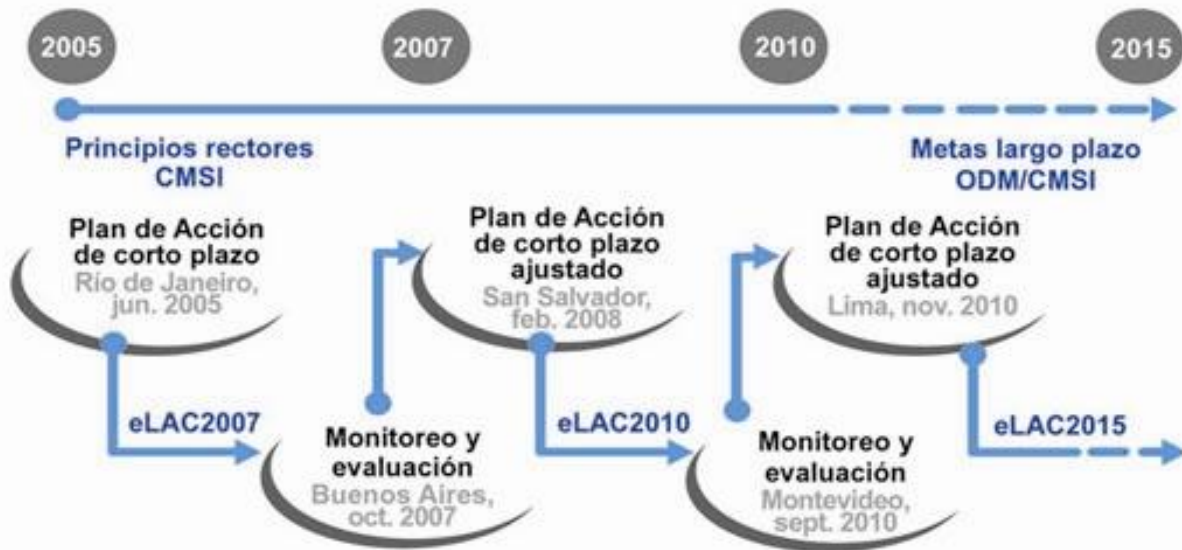 2005
2007
2010
2015
Principios rectores
CMSI
Metas largo plazo
ODM/CMSI
Plan de Acción
de corto plazo
Río de Janeiro,
jun. 2005
Plan de Acción
de corto plazo
ajustado
San Salvador,
feb. 2008
Plan de Acción
de corto plazo
ajustado
Lima, nov. 2010
eLAC2007
Monitoreo y
evaluación
Buenos Aires,
oct. 2007
eLAC2010
Monitoreo y
evaluación
Montevideo,
sept. 2010
eLAC2015